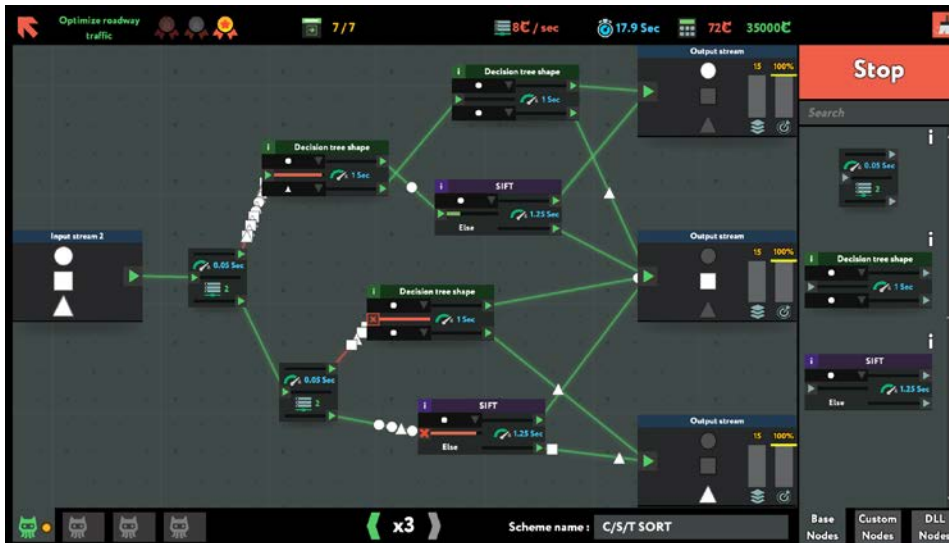 Optimize roadway
traffic
7/7
8₡/sec
17.9 Sec
72₡
35000₡
Stop
Search
Output stream
15 100%
Decision tree shape
1 Sec
Decision tree shape
1 Sec
SIFT
1.25 Sec
Else
Input stream 2
0.05 Sec
2
Output stream
15 100%
Decision tree shape
1 Sec
0.05 Sec
2
SIFT
1.25 Sec
Else
Output stream
15 100%
i
0.05 Sec
2
i
Decision tree shape
1 Sec
i
SIFT
1.25 Sec
Else
x3
Scheme name : C/S/T SORT
Base
Nodes
Custom
Nodes
DLL
Node